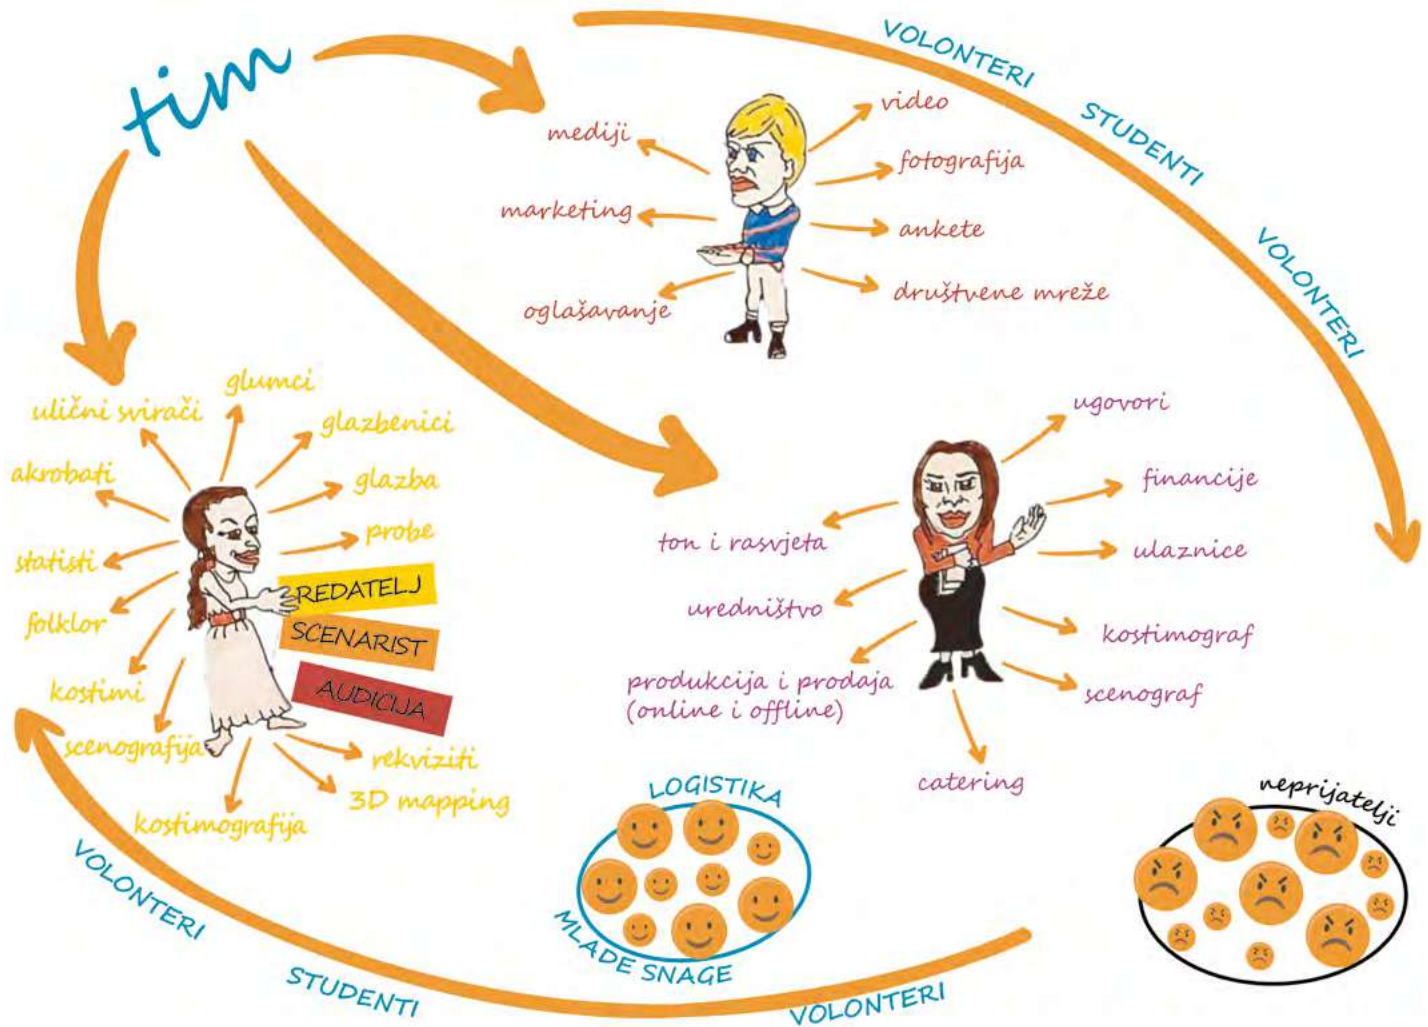 tim
VOLONTERI
STUDENTI
VOLONTERI
mediji
marketing
oglašavanje
video
fotografija
ankete
društvene mreže
ulični svirači
glumci
glazbenici
akrobati
glazba
statisti
probe
folklor
REDATELJ
SCENARIST
AUDICIJA
kostimi
scenografija
kostimografija
rekviziti
3D mapping
ugovori
financije
ton i rasvjeta
ulaznice
uredništvo
kostimograf
produkcija i prodaja
(online i offline)
scenograf
catering
LOGISTIKA
MLADE SNAGE
neprijatelji
VOLONTERI
STUDENTI
VOLONTERI